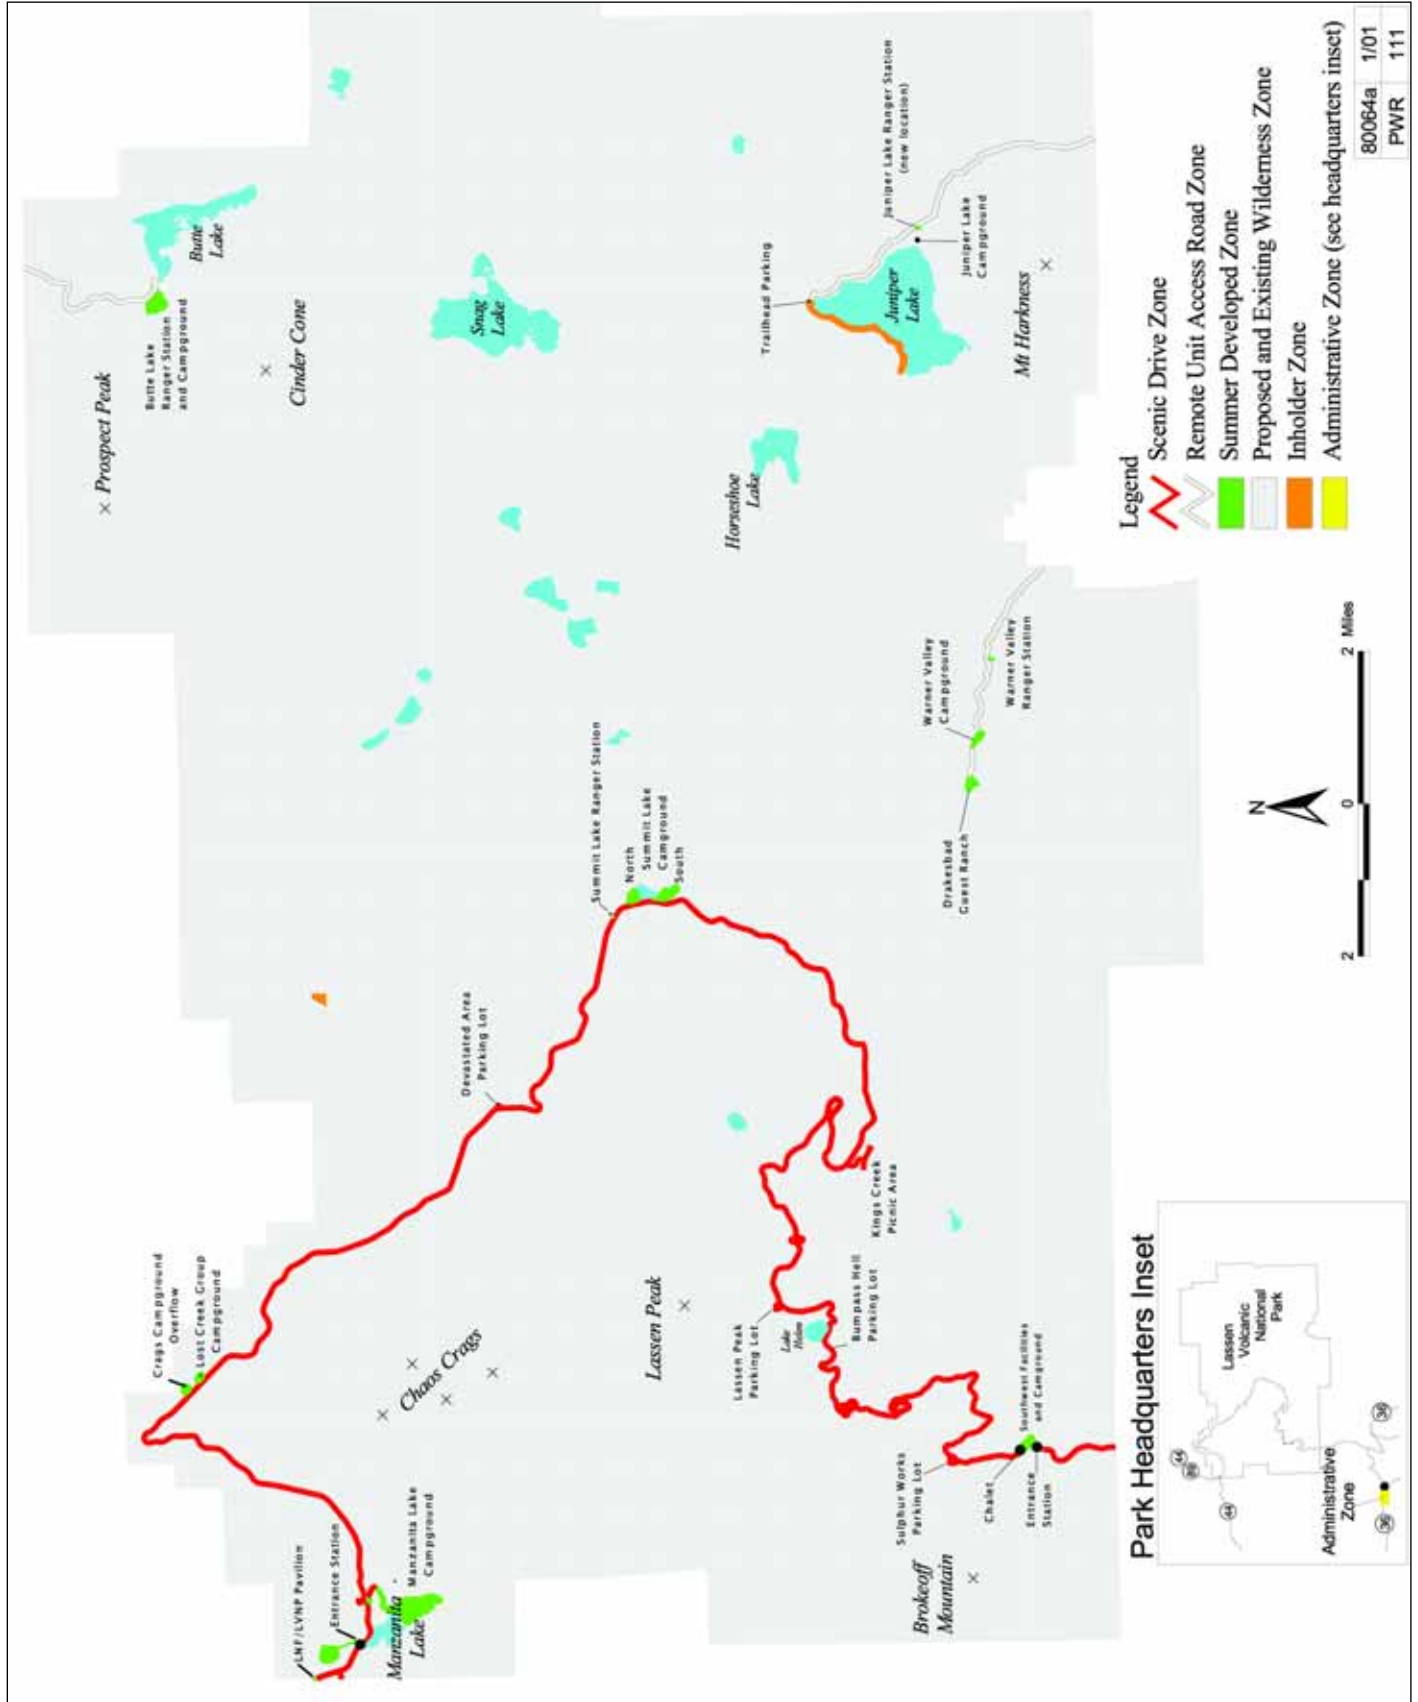 LNF/LVNP Pavilion
Entrance Station
Manzanita
Lake
Manzanita Lake
Campground
Crags Campground
Overflow
Lost Creek Group
Campground
Chaos Crags
Devastated Area
Parking Lot
Summit Lake Ranger Station
North
Summit Lake
Camground
South
Prospect Peak
Butte Lake
Ranger Station
and Campground
Butte
Lake
Cinder Cone
Snag
Lake
Horseshoe
Lake
Trailhead Parking
Juniper
Lake
Juniper Lake Ranger Station
(new location)
Juniper Lake
Campground
Mt Harkness
Warner Valley
Campground
Warner Valley
Ranger Station
Drakesbad
Guest Ranch
Lassen Peak
Lassen Peak
Parking Lot
Lake
Helen
Bumpass Hell
Parking Lot
Kings Creek
Picnic Area
Sulphur Works
Parking Lot
Chalet
Entrance
Station
Southwest Facilities
and Camground
Brokeoff
Mountain
Park Headquarters Inset
Lassen
Volcanic
National
Park
44
89
44
Administrative
Zone
36
36
N
2 0 2 Miles
Legend
Scenic Drive Zone
Remote Unit Access Road Zone
Summer Developed Zone
Proposed and Existing Wilderness Zone
Inholder Zone
Administrative Zone (see headquarters inset)
80064a 1/01
PWR 111